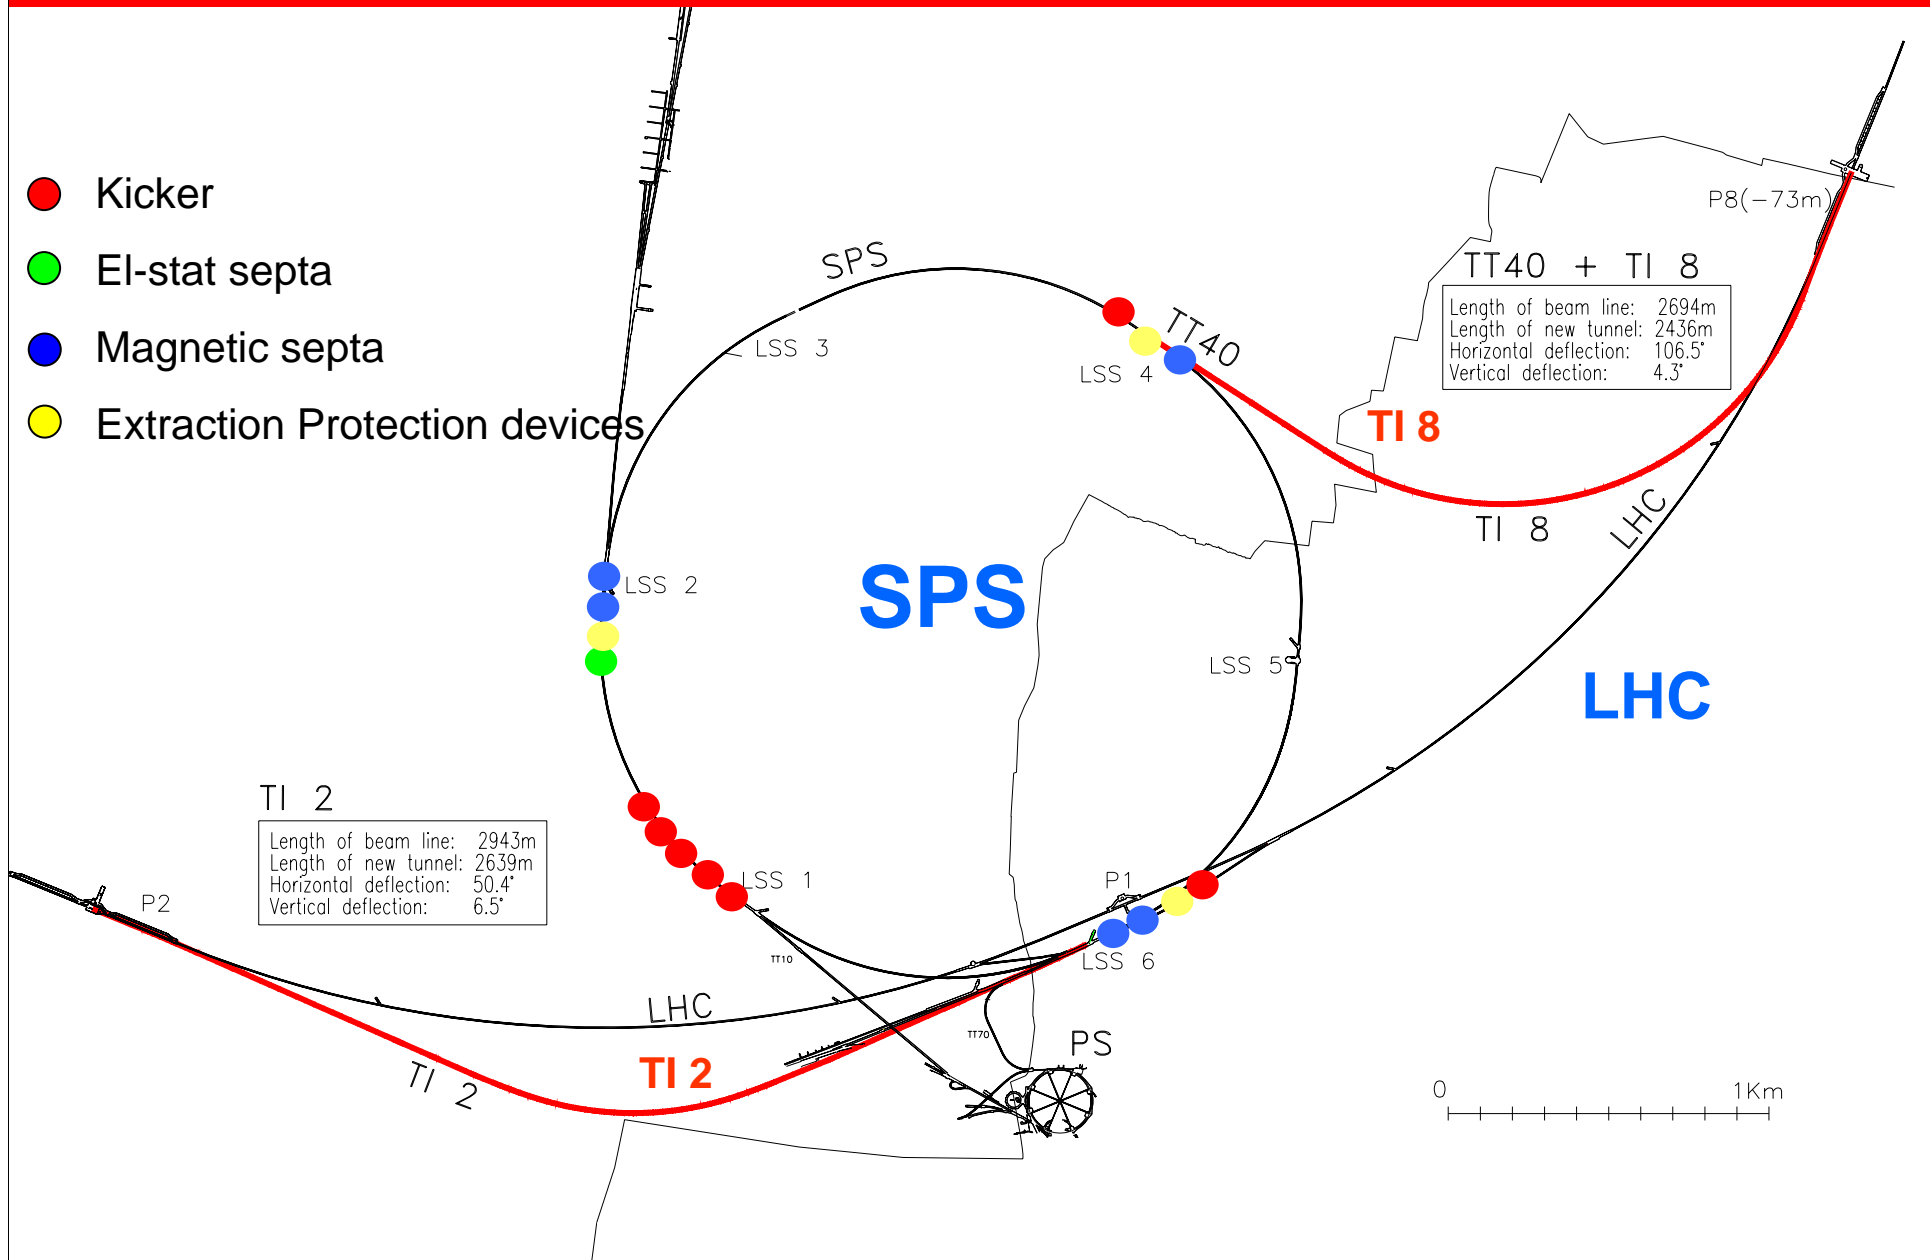 Kicker
El-stat septa
Magnetic septa
Extraction Protection devices
SPS
LSS 3
TT40
LSS 4
P8(-73m)
TT40 + TI 8
Length of beam line: 2694m
Length of new tunnel: 2436m
Horizontal deflection: 106.5°
Vertical deflection: 4.3°
TI 8
TI 8
LHC
LSS 2
SPS
LSS 5
LHC
TI 2
Length of beam line: 2943m
Length of new tunnel: 2639m
Horizontal deflection: 50.4°
Vertical deflection: 6.5°
P2
LSS 1
P1
TT10
LSS 6
LHC
TT70
PS
TI 2
TI 2
0 1Km